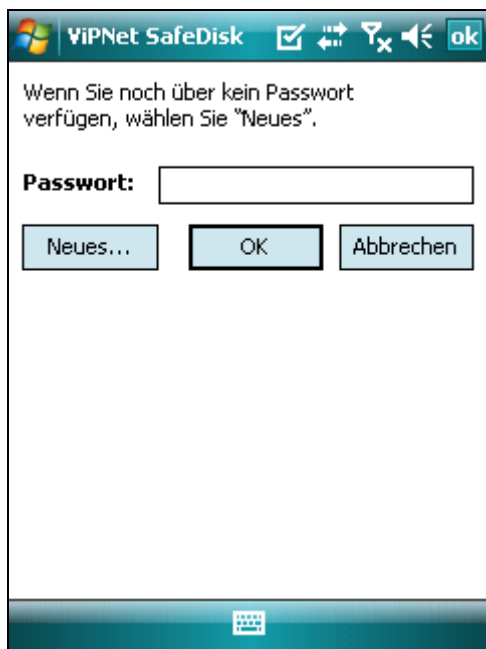 ViPNet SafeDisk ok
Wenn Sie noch über kein Passwort
verfügen, wählen Sie "Neues".
Passwort:
Neues... OK Abbrechen